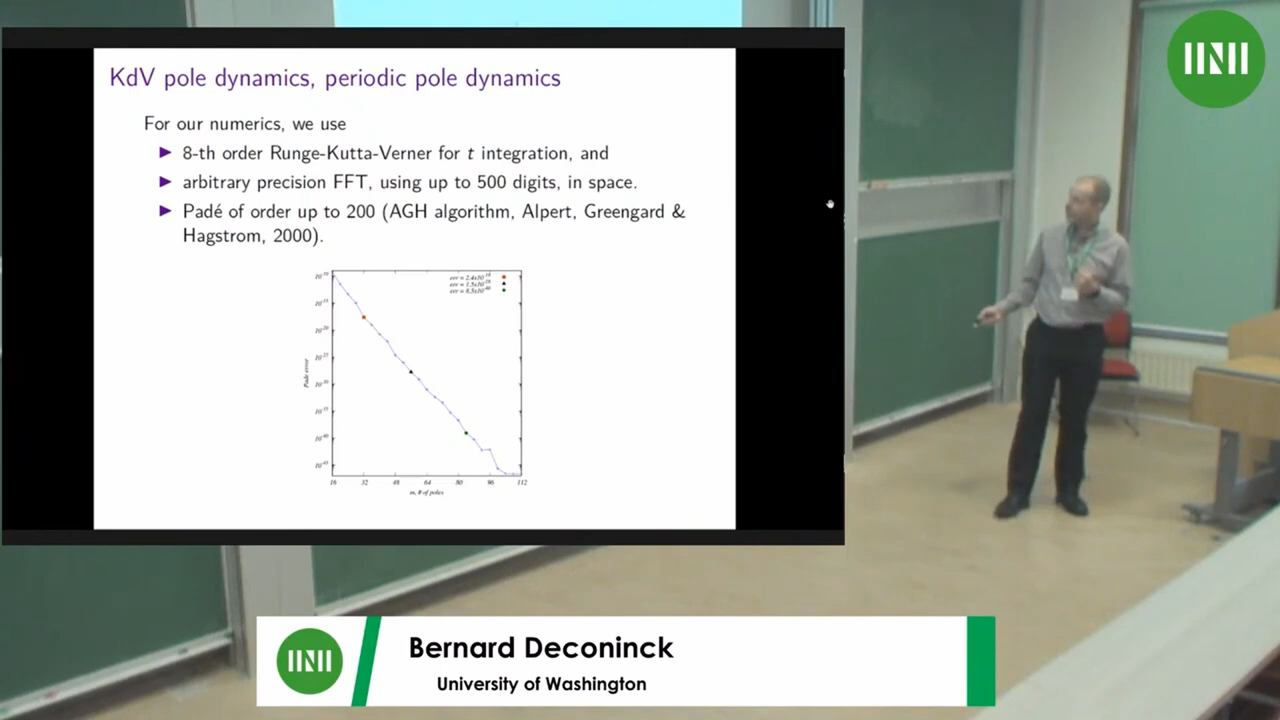 KdV pole dynamics, periodic pole dynamics
For our numerics, we use
▶ 8-th order Runge-Kutta-Verner for t integration, and
▶ arbitrary precision FFT, using up to 500 digits, in space.
▶ Padé of order up to 200 (AGH algorithm, Alpert, Greengard &
Hagstrom, 2000).
Pade error
16 32 48 64 80 96 112
m, # of poles
Bernard Deconinck
University of Washington